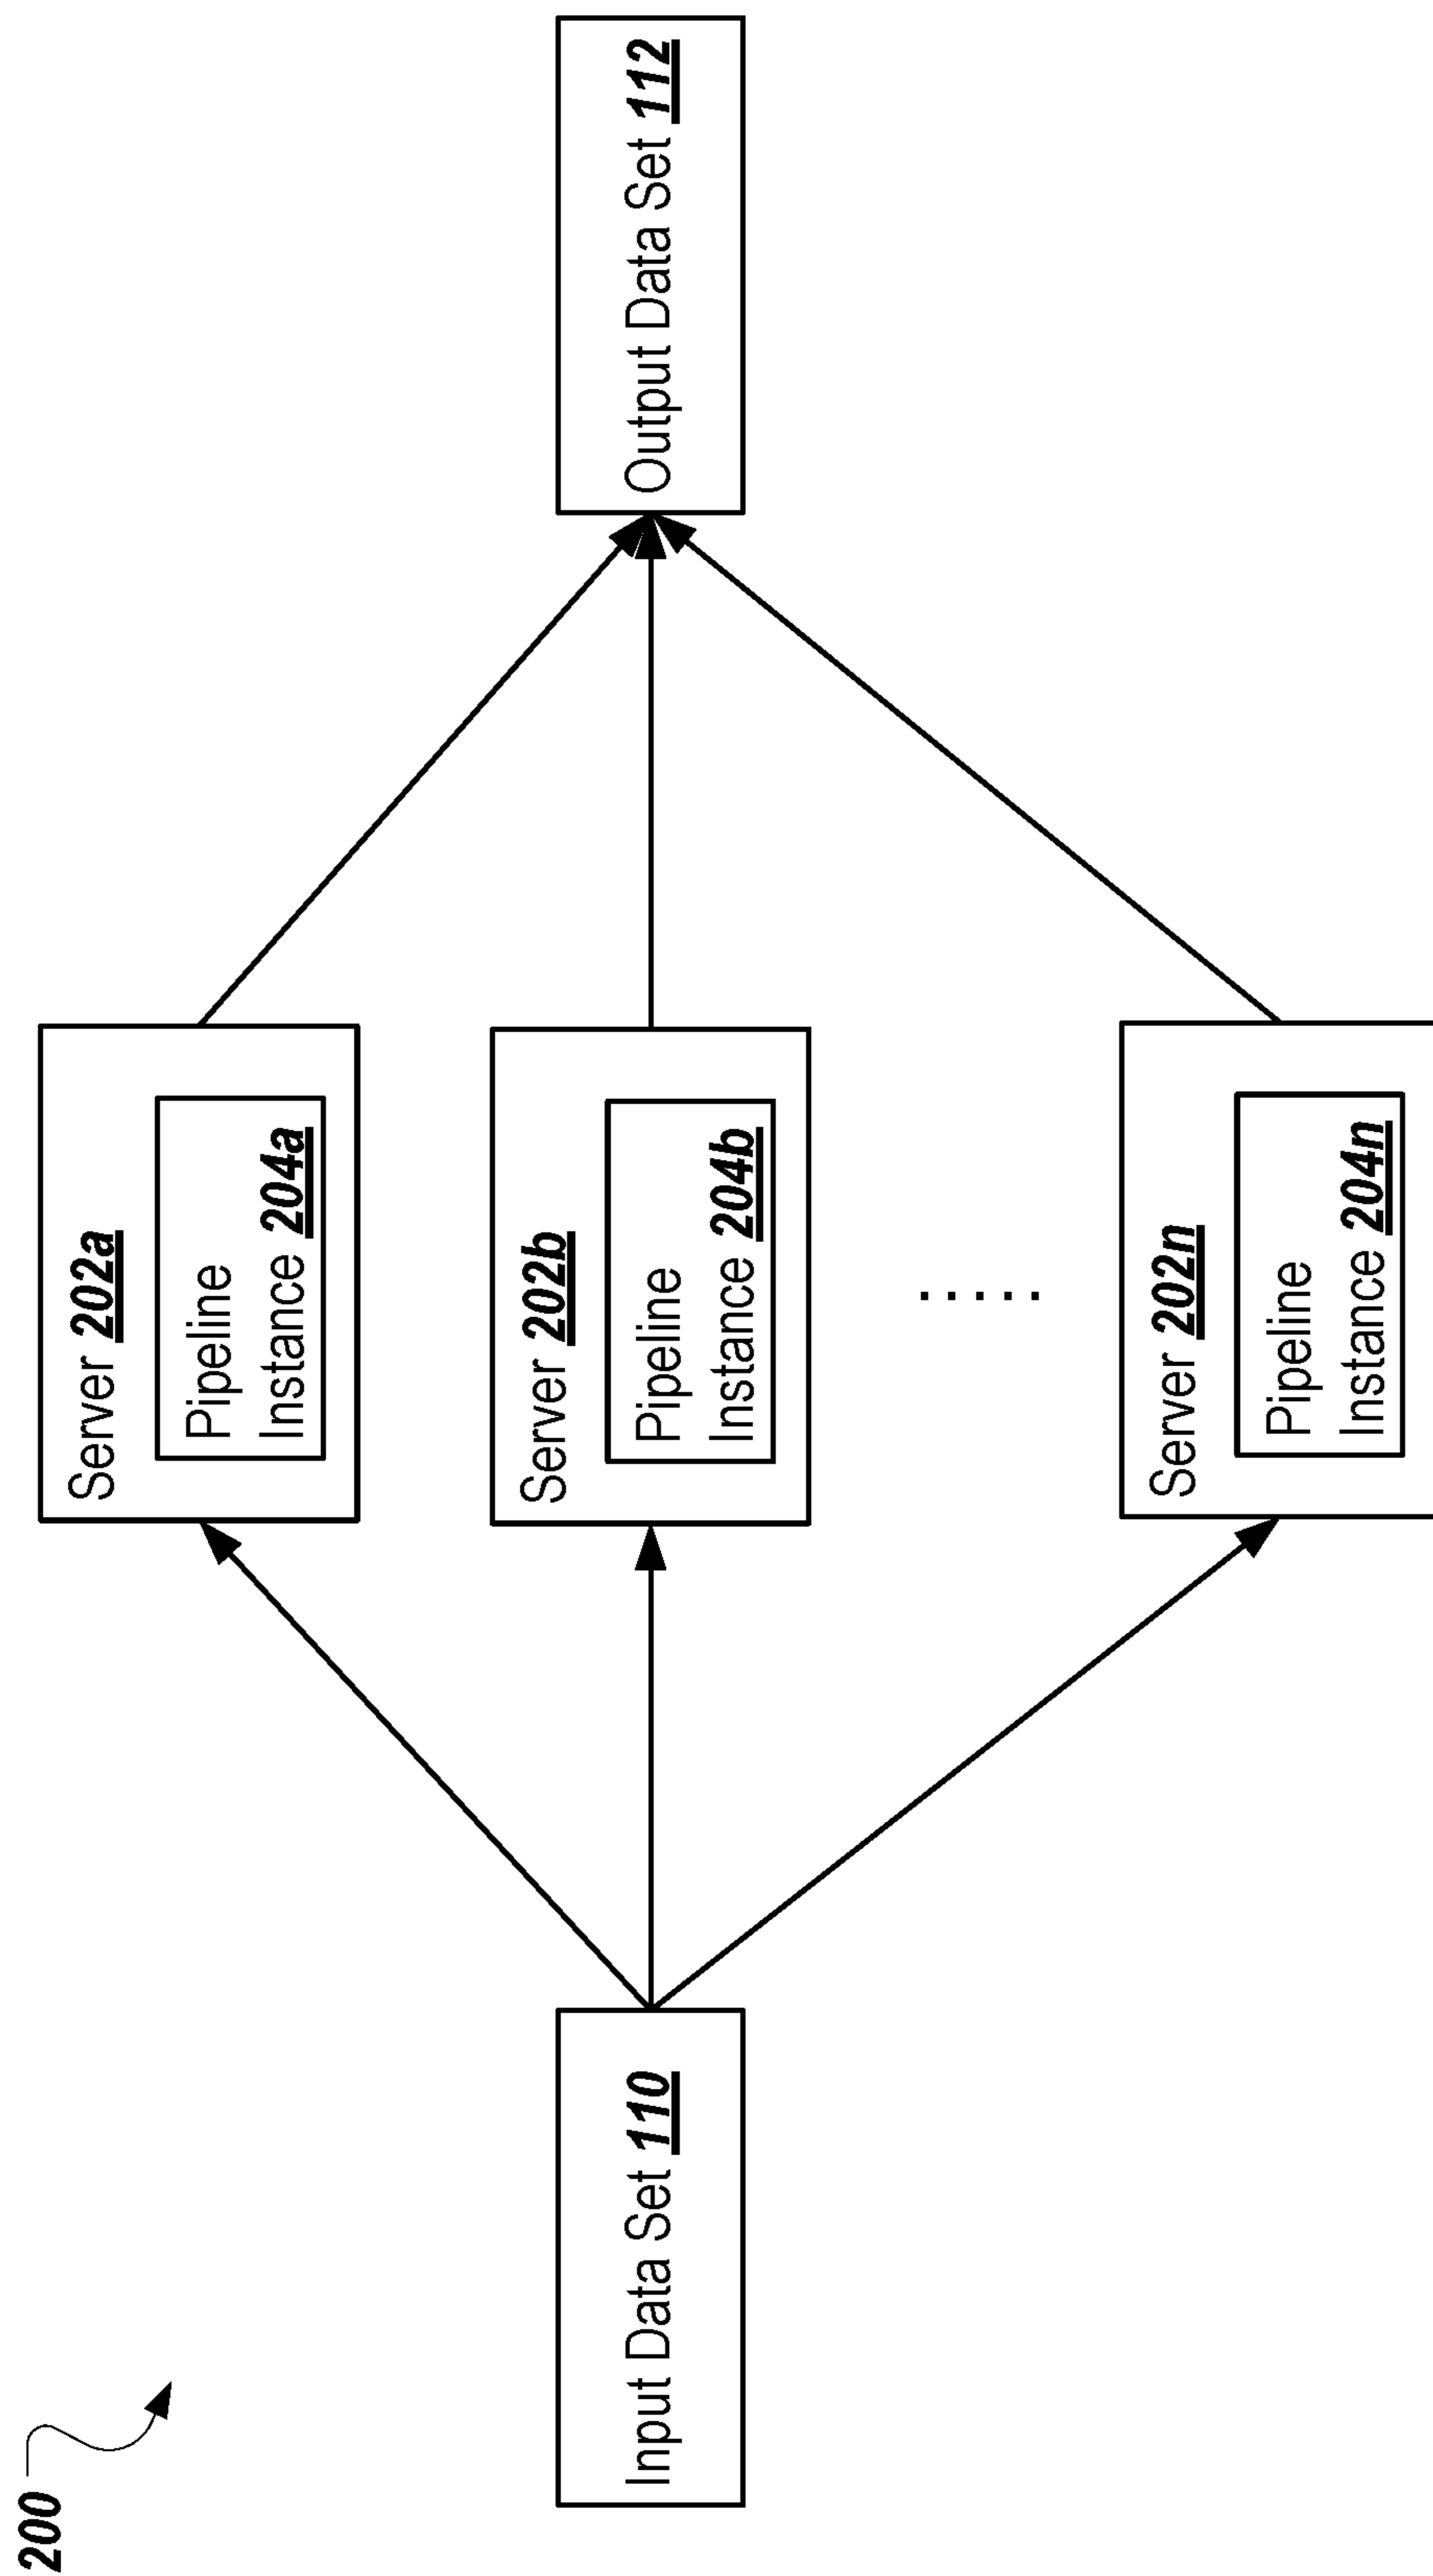 200
Input Data Set 110
Server 202a
Pipeline
Instance 204a
Server 202b
Pipeline
Instance 204b
.....
Server 202n
Pipeline
Instance 204n
Output Data Set 112